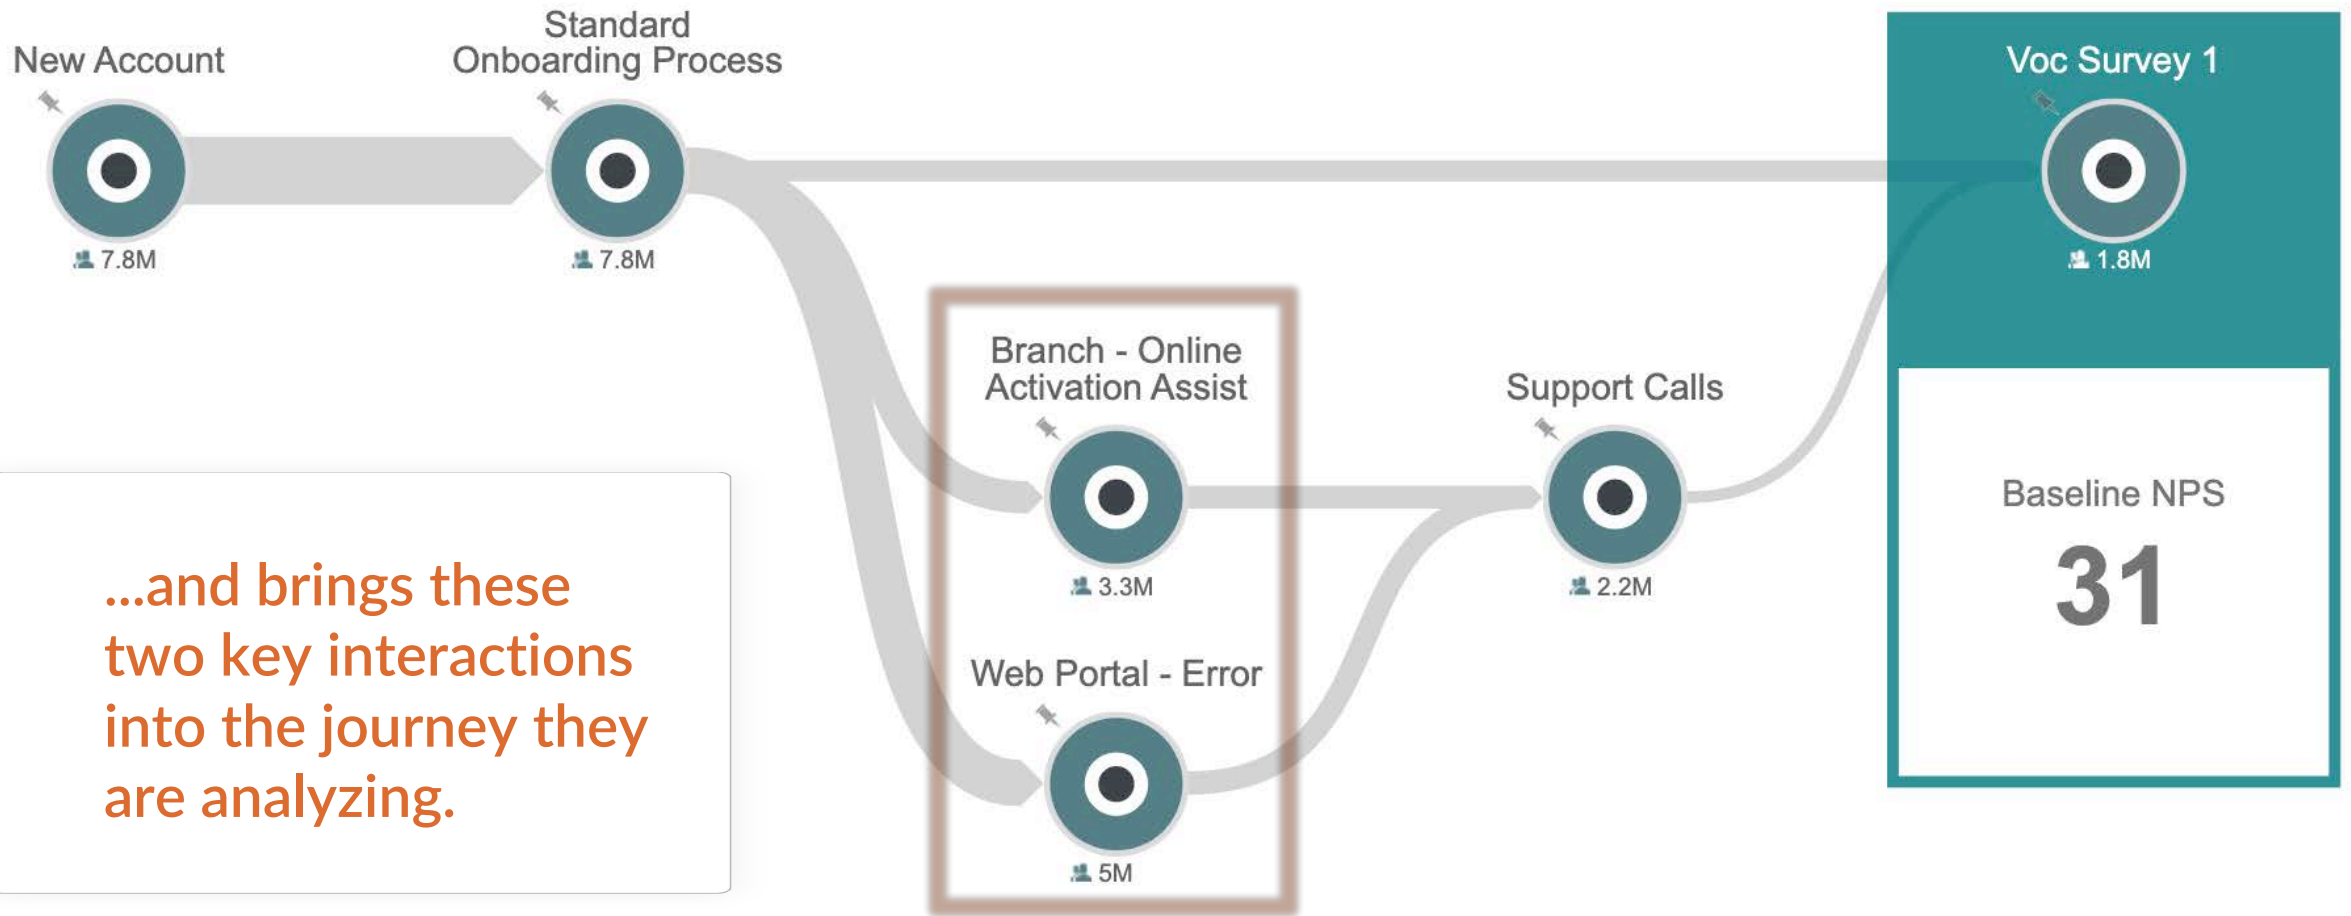 New Account
7.8M
Standard
Onboarding Process
7.8M
Branch - Online
Activation Assist
3.3M
Web Portal - Error
5M
Support Calls
2.2M
Voc Survey 1
1.8M
Baseline NPS
31
...and brings these
two key interactions
into the journey they
are analyzing.